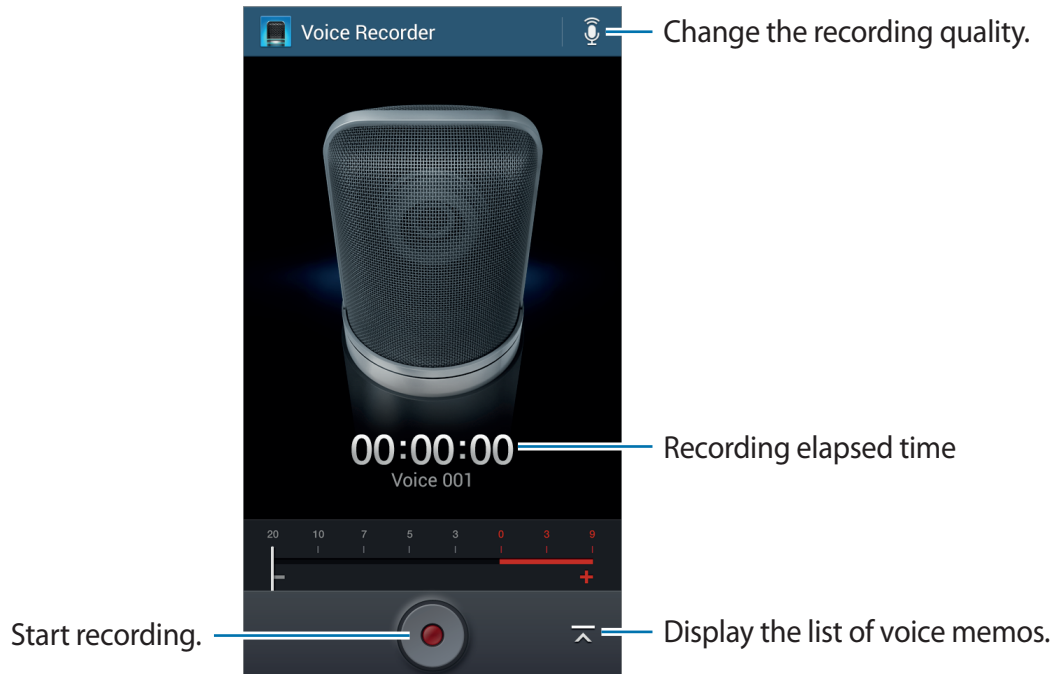 Voice Recorder
Change the recording quality.
00:00:00
Recording elapsed time
Voice 001
20 10 7 5 3 0 3 9
- +
Start recording.
Display the list of voice memos.